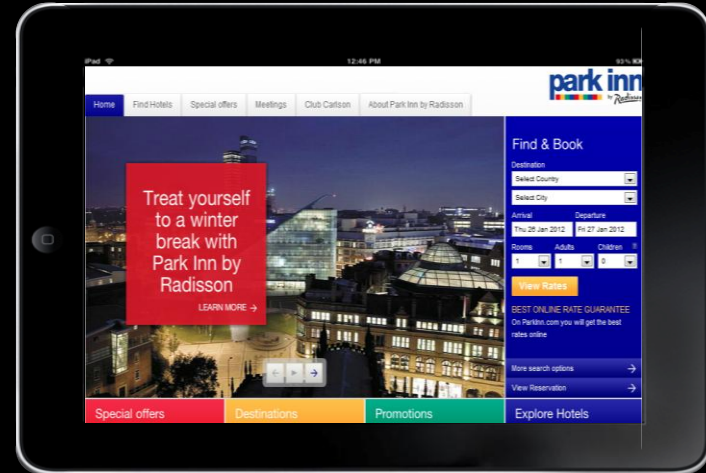 iPad
12:46 PM
93%
park inn
by Radisson
Home
Find Hotels
Special offers
Meetings
Club Carlson
About Park Inn by Radisson
Treat yourself
to a winter
break with
Park Inn by
Radisson
LEARN MORE →
Find & Book
Destination
Select Country
Select City
Arrival Departure
Thu 26 Jan 2012 Fri 27 Jan 2012
Rooms Adults Children
1 1 0
View Rates
BEST ONLINE RATE GUARANTEE
On ParkInn.com you will get the best
rates online
More search options →
View Reservation →
Special offers
Destinations
Promotions
Explore Hotels